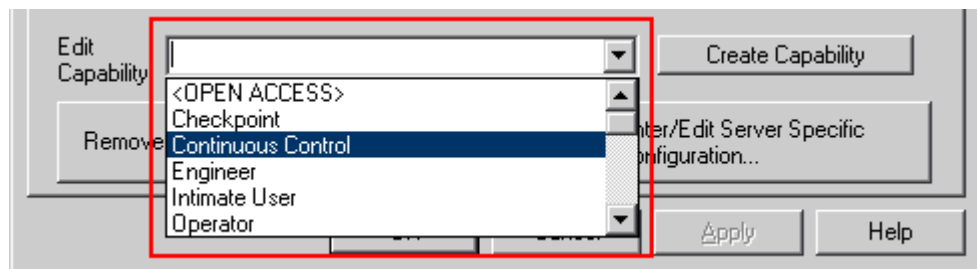 Edit
Capability
Create Capability
<OPEN ACCESS>
Checkpoint
Remove
Continuous Control
nter/Edit Server Specific
onfiguration...
Engineer
Intimate User
Operator
Apply
Help